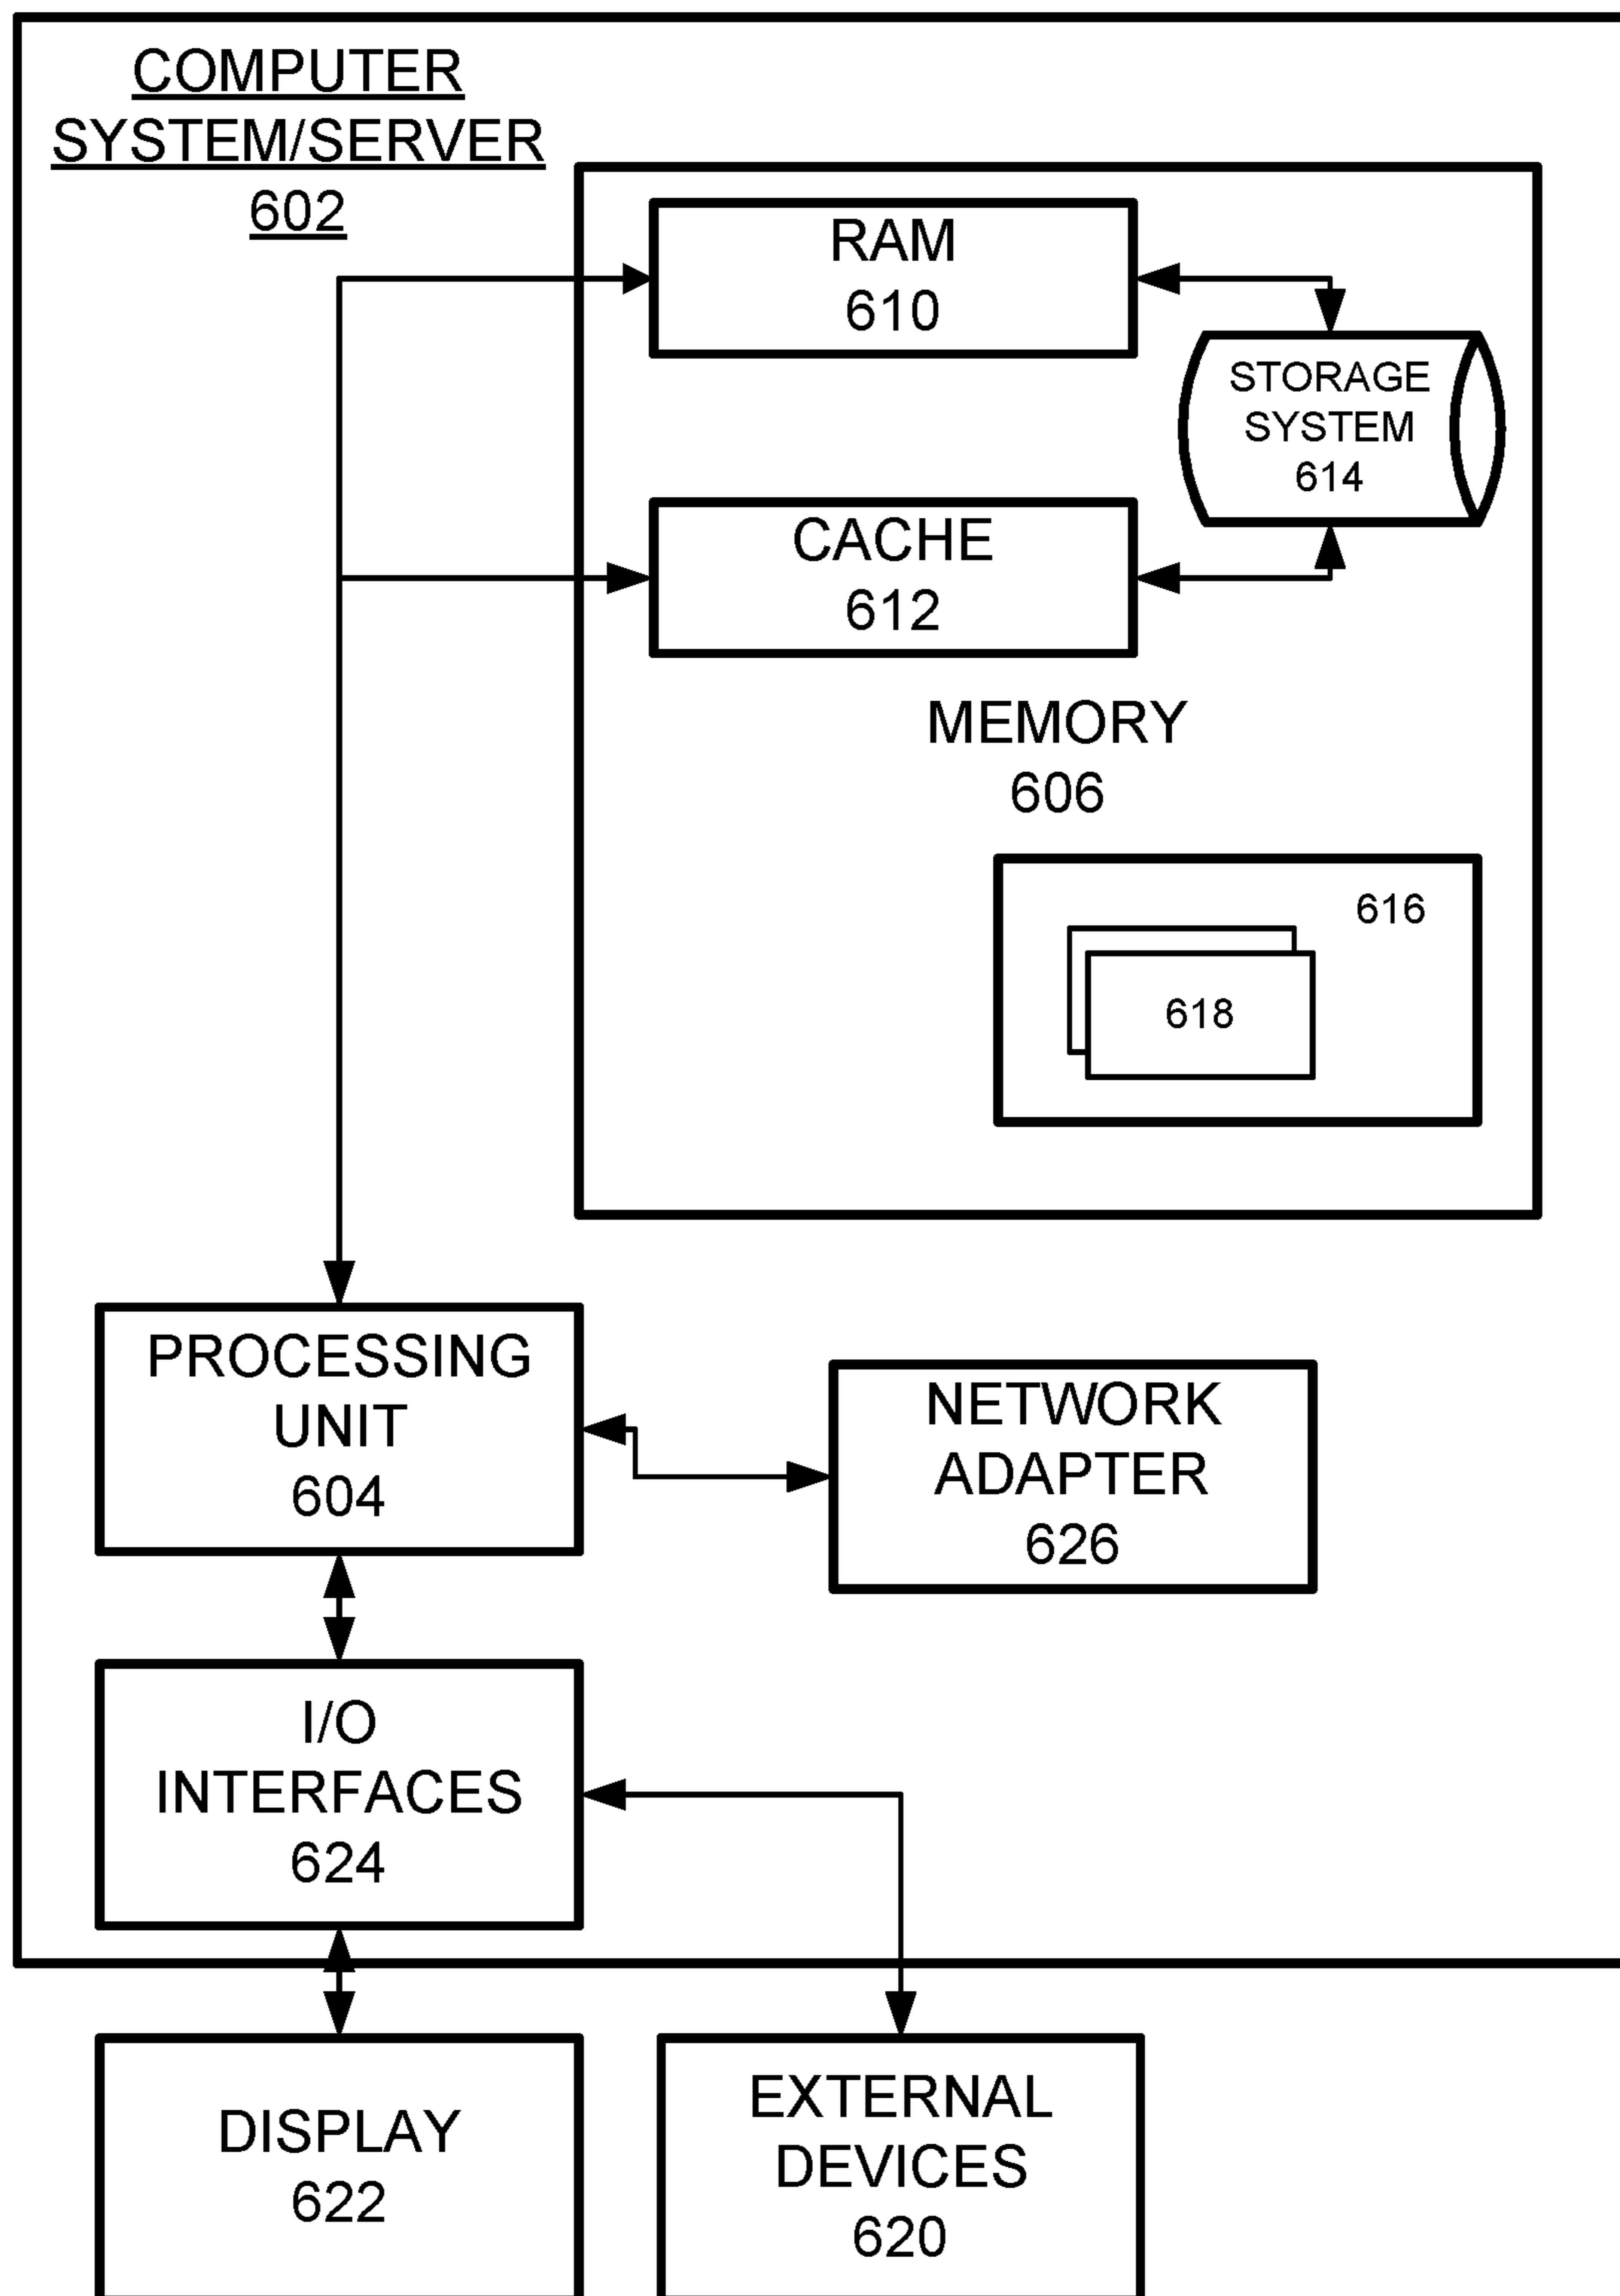 COMPUTER
SYSTEM/SERVER
602
RAM
610
STORAGE
SYSTEM
614
CACHE
612
MEMORY
606
616
618
PROCESSING
UNIT
604
NETWORK
ADAPTER
626
I/O
INTERFACES
624
DISPLAY
622
EXTERNAL
DEVICES
620